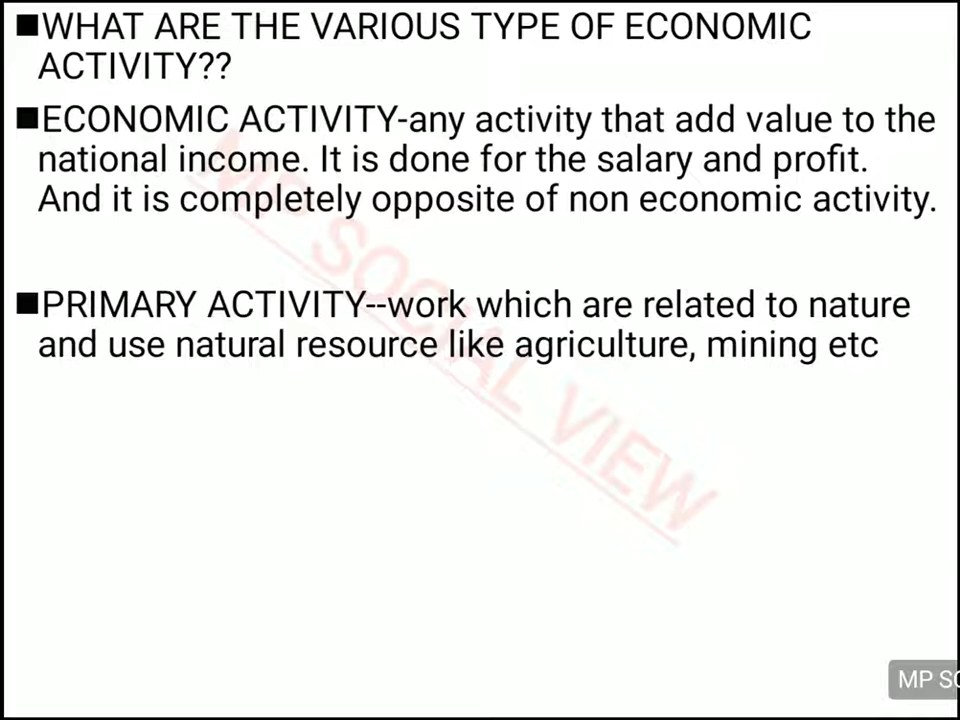 ■WHAT ARE THE VARIOUS TYPE OF ECONOMIC
ACTIVITY??
■ECONOMIC ACTIVITY-any activity that add value to the
national income. It is done for the salary and profit.
And it is completely opposite of non economic activity.
■PRIMARY ACTIVITY--work which are related to nature
and use natural resource like agriculture, mining etc
MP SOCIAL VIEW
MP SO